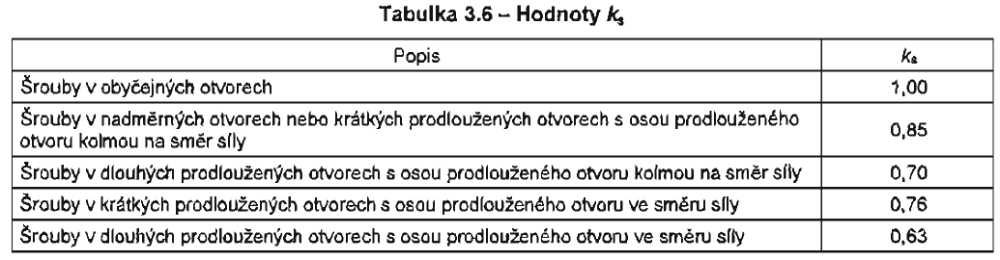 Tabulka 3.6 – Hodnoty kₛ
Popis kₛ
Šrouby v obyčejných otvorech 1,00
Šrouby v nadměrných otvorech nebo krátkých prodloužených otvorech s osou prodlouženého
otvoru kolmou na směr síly 0,85
Šrouby v dlouhých prodloužených otvorech s osou prodlouženého otvoru kolmou na směr síly 0,70
Šrouby v krátkých prodloužených otvorech s osou prodlouženého otvoru ve směru síly 0,76
Šrouby v dlouhých prodloužených otvorech s osou prodlouženého otvoru ve směru síly 0,63